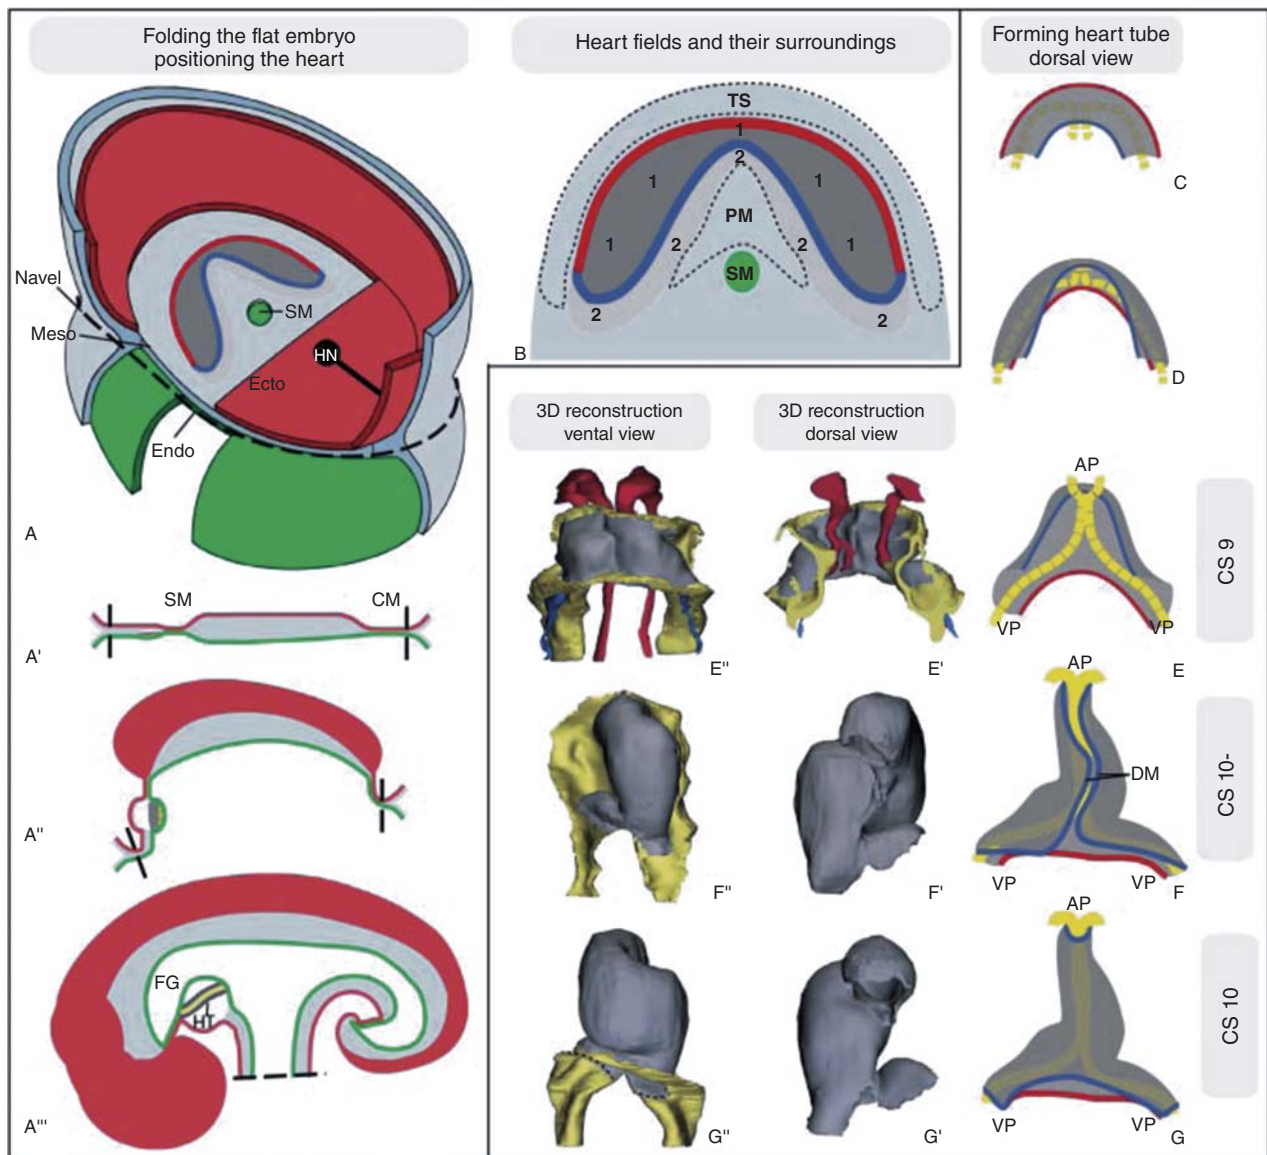 Folding the flat embryo
positioning the heart
Navel
Meso
SM
HN
Ecto
Endo
A
SM
CM
A'
A''
FG
HT
A'''
Heart fields and their surroundings
TS
1
2
1
1
PM
1
2
2
1
SM
2
2
B
Forming heart tube
dorsal view
C
D
3D reconstruction
vental view
3D reconstruction
dorsal view
AP
VP
VP
E''
E'
E
CS 9
AP
DM
VP
VP
F''
F'
F
CS 10-
AP
VP
VP
G''
G'
G
CS 10